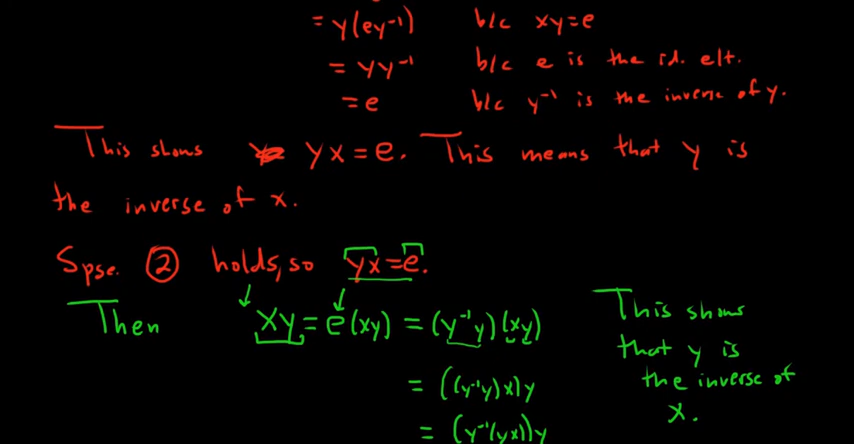 = y(ey⁻¹) b/c xy=e
= yy⁻¹ b/c e is the id. elt.
= e b/c y⁻¹ is the inverse of y.
This shows yx = e. This means that y is
the inverse of x.
Spse. ② holds, so yx = e.
Then xy = e(xy) = (y⁻¹y)(xy)
= ((y⁻¹y)x)y
= (y⁻¹(yx))y
This shows
that y is
the inverse of
x.